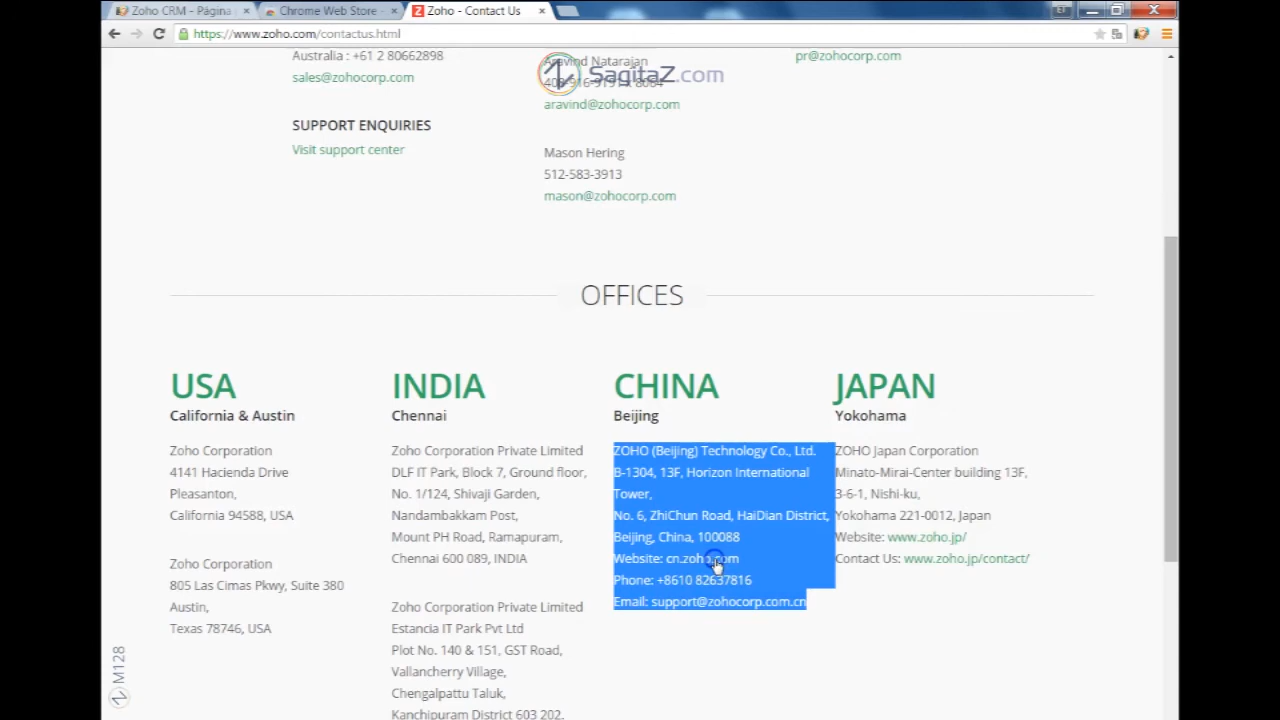 Zoho CRM - Página
Chrome Web Store -
Zoho - Contact Us
https://www.zoho.com/contactus.html
Australia : +61 2 80662898
sales@zohocorp.com
SUPPORT ENQUIRIES
Visit support center
Aravind Natarajan
SagitaZ.com
aravind@zohocorp.com
Mason Hering
512-583-3913
mason@zohocorp.com
pr@zohocorp.com
OFFICES
USA
California & Austin
Zoho Corporation
4141 Hacienda Drive
Pleasanton,
California 94588, USA
Zoho Corporation
805 Las Cimas Pkwy, Suite 380
Austin,
Texas 78746, USA
INDIA
Chennai
Zoho Corporation Private Limited
DLF IT Park, Block 7, Ground floor,
No. 1/124, Shivaji Garden,
Nandambakkam Post,
Mount PH Road, Ramapuram,
Chennai 600 089, INDIA
Zoho Corporation Private Limited
Estancia IT Park Pvt Ltd
Plot No. 140 & 151, GST Road,
Vallancherry Village,
Chengalpattu Taluk,
Kanchipuram District 603 202.
CHINA
Beijing
ZOHO (Beijing) Technology Co., Ltd.
B-1304, 13F, Horizon International
Tower,
No. 6, ZhiChun Road, HaiDian District,
Beijing, China, 100088
Website: cn.zoho.com
Phone: +8610 82637816
Email: support@zohocorp.com.cn
JAPAN
Yokohama
ZOHO Japan Corporation
Minato-Mirai-Center building 13F,
3-6-1, Nishi-ku,
Yokohama 221-0012, Japan
Website: www.zoho.jp/
Contact Us: www.zoho.jp/contact/
M128